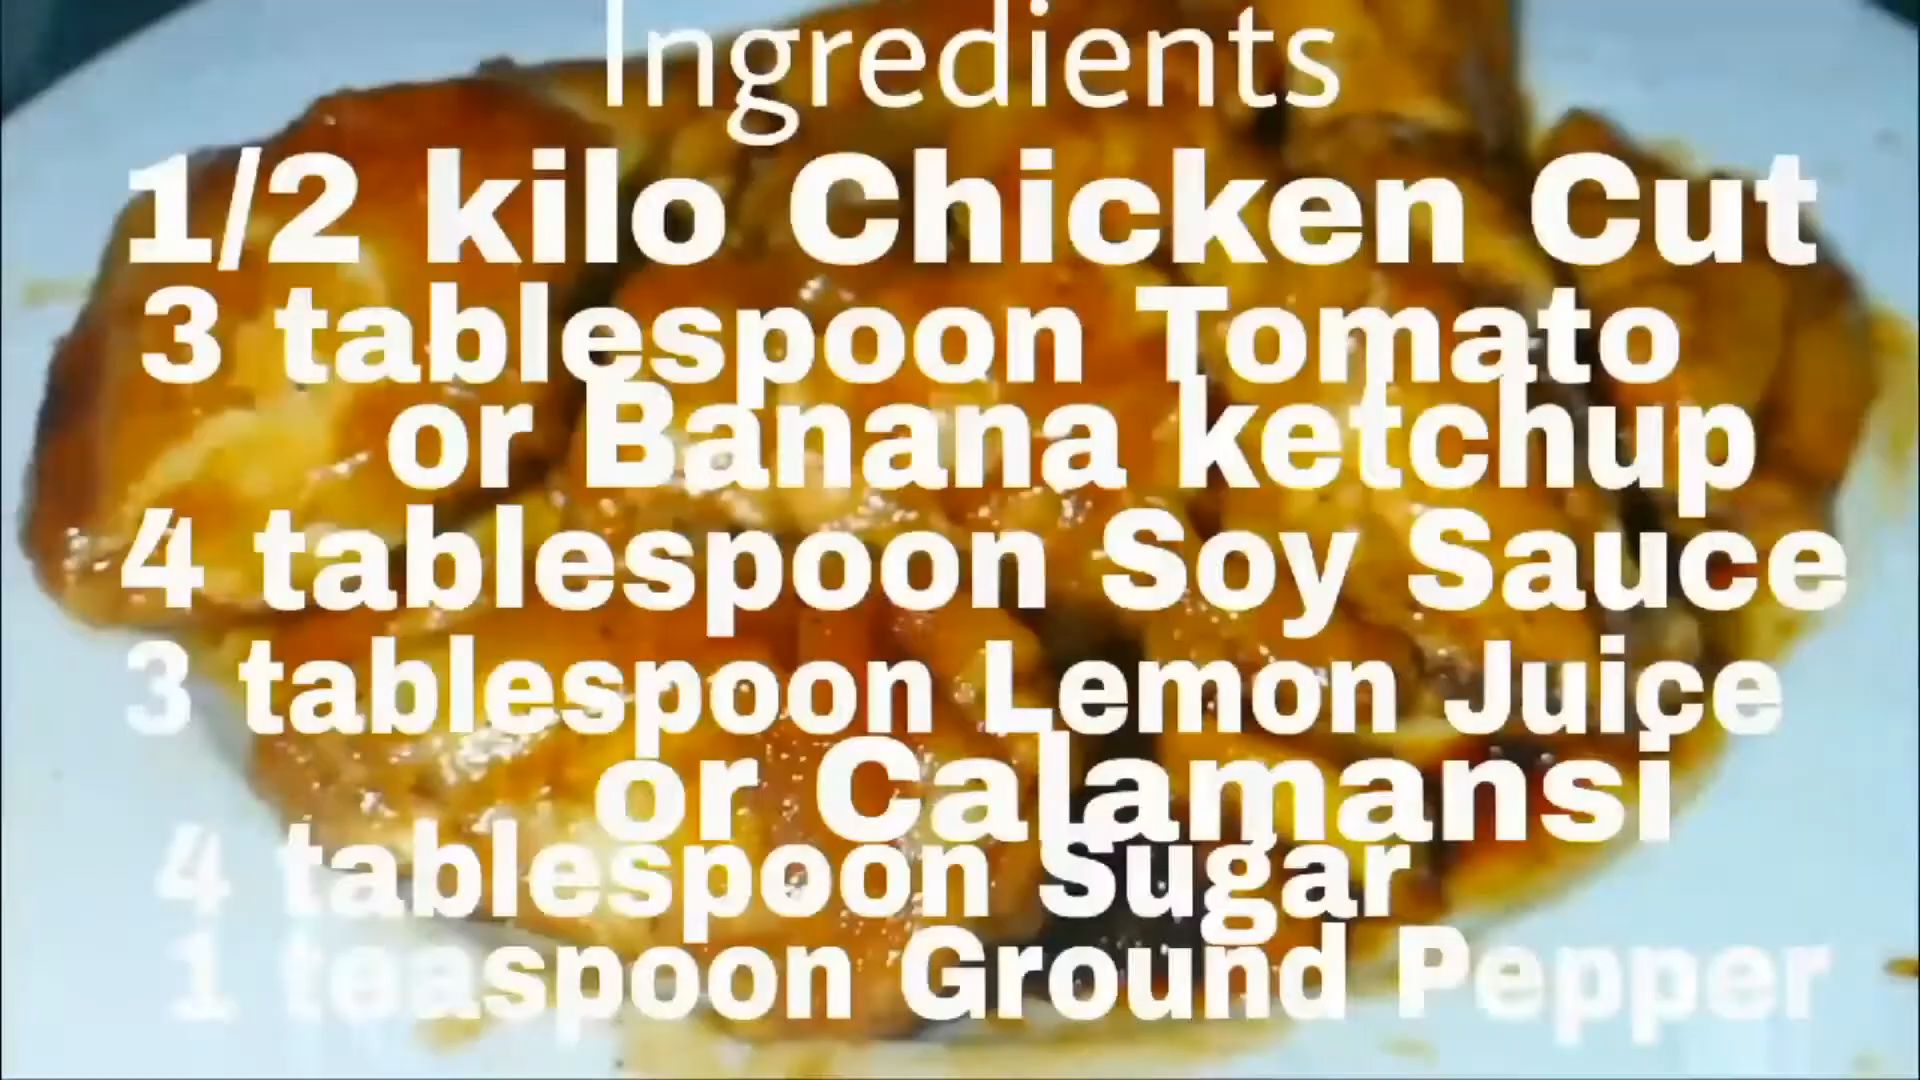 Ingredients
1/2 kilo Chicken Cut
3 tablespoon Tomato
or Banana ketchup
4 tablespoon Soy Sauce
3 tablespoon Lemon Juice
or Calamansi
4 tablespoon Sugar
1 teaspoon Ground Pepper